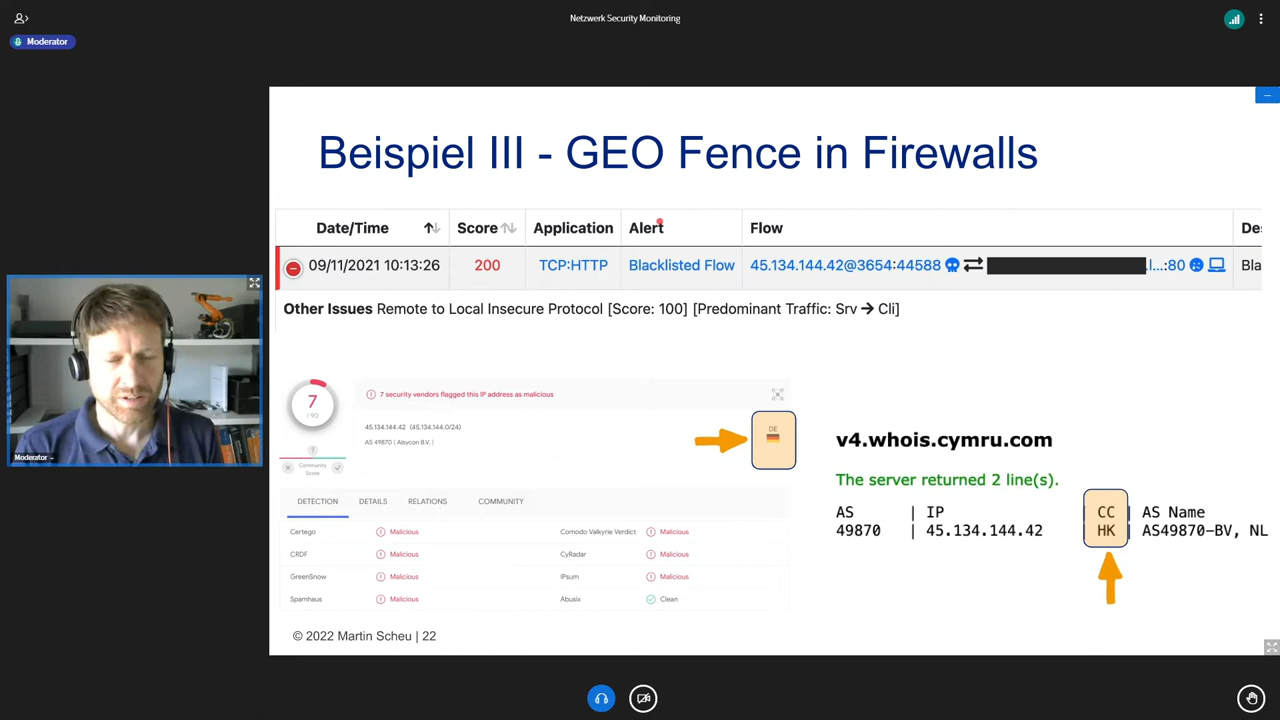 Netzwerk Security Monitoring
Moderator
Beispiel III - GEO Fence in Firewalls
Date/Time Score Application Alert Flow De
09/11/2021 10:13:26 200 TCP:HTTP Blacklisted Flow 45.134.144.42@3654:44588 .l...:80 Bla
Other Issues Remote to Local Insecure Protocol [Score: 100] [Predominant Traffic: Srv → Cli]
7
/ 90
7 security vendors flagged this IP address as malicious
45.134.144.42 (45.134.144.0/24)
AS 49870 ( Alsycon B.V. )
DE
?
Community
Score
DETECTION DETAILS RELATIONS COMMUNITY
Certego Malicious Comodo Valkyrie Verdict Malicious
CRDF Malicious CyRadar Malicious
GreenSnow Malicious IPsum Malicious
Spamhaus Malicious Abusix Clean
v4.whois.cymru.com
The server returned 2 line(s).
AS | IP | CC | AS Name
49870 | 45.134.144.42 | HK | AS49870-BV, NL
© 2022 Martin Scheu | 22
Moderator